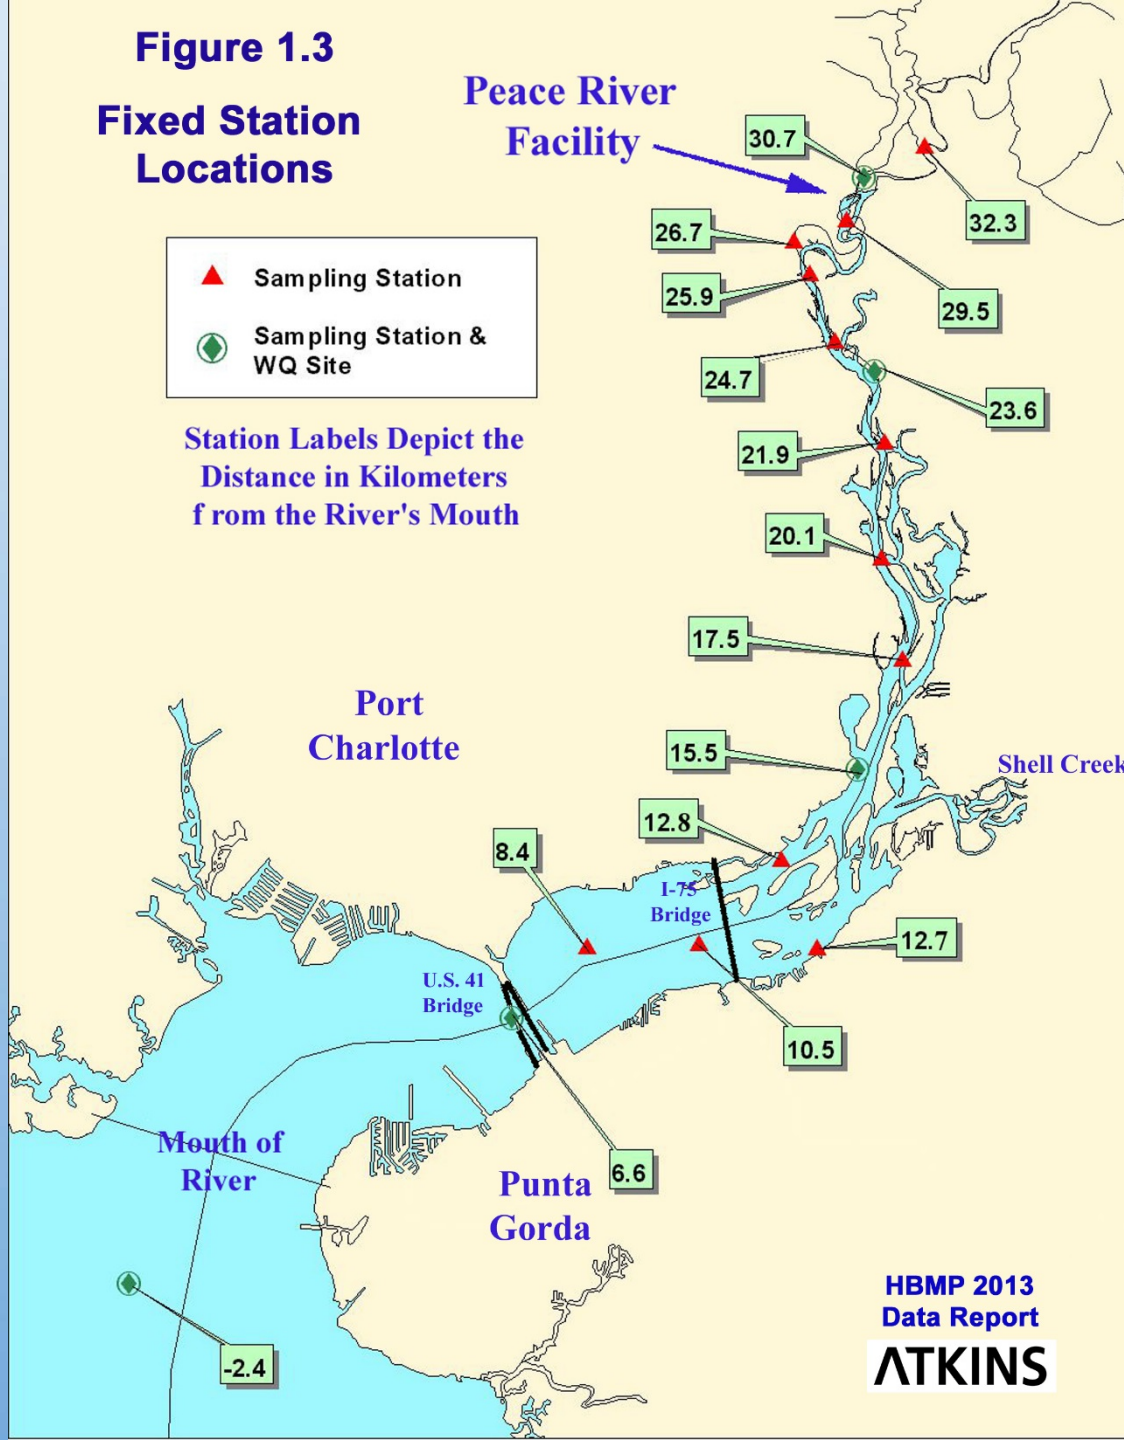 Figure 1.3
Fixed Station
Locations
Peace River
Facility
30.7
32.3
26.7
25.9
29.5
Sampling Station
Sampling Station &
WQ Site
24.7
23.6
Station Labels Depict the
Distance in Kilometers
f rom the River's Mouth
21.9
20.1
17.5
Port
Charlotte
15.5
Shell Creek
12.8
8.4
I-75
Bridge
12.7
U.S. 41
Bridge
10.5
Mouth of
River
6.6
Punta
Gorda
-2.4
HBMP 2013
Data Report
ATKINS